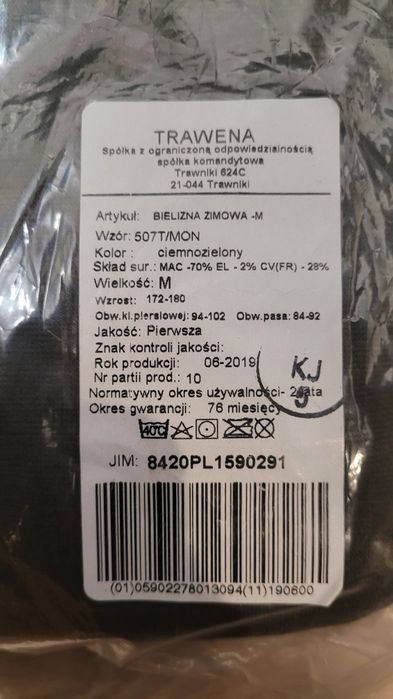 TRAWENA
Spółka z ograniczoną odpowiedzialnością
spółka komandytowa
Trawniki 624C
21-044 Trawniki
Artykuł: BIELIZNA ZIMOWA -M
Wzór: 507T/MON
Kolor : ciemnozielony
Skład sur.: MAC -70% EL - 2% CV(FR) - 28%
Wielkość: M
Wzrost: 172-180
Obw.kl.piersiowej: 94-102 Obw.pasa: 84-92
Jakość: Pierwsza
Znak kontroli jakości:
Rok produkcji: 06-2019
KJ
Nr partii prod.: 10
Normatywny okres używalności- 2 lata
Okres gwarancji: 76 miesięcy
40C
JIM: 8420PL1590291
(01)05902278013094(11)190600